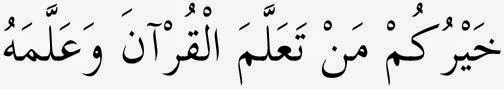 خَيْرُكُمْ مَنْ تَعَلَّمَ الْقُرْآنَ وَعَلَّمَهُ